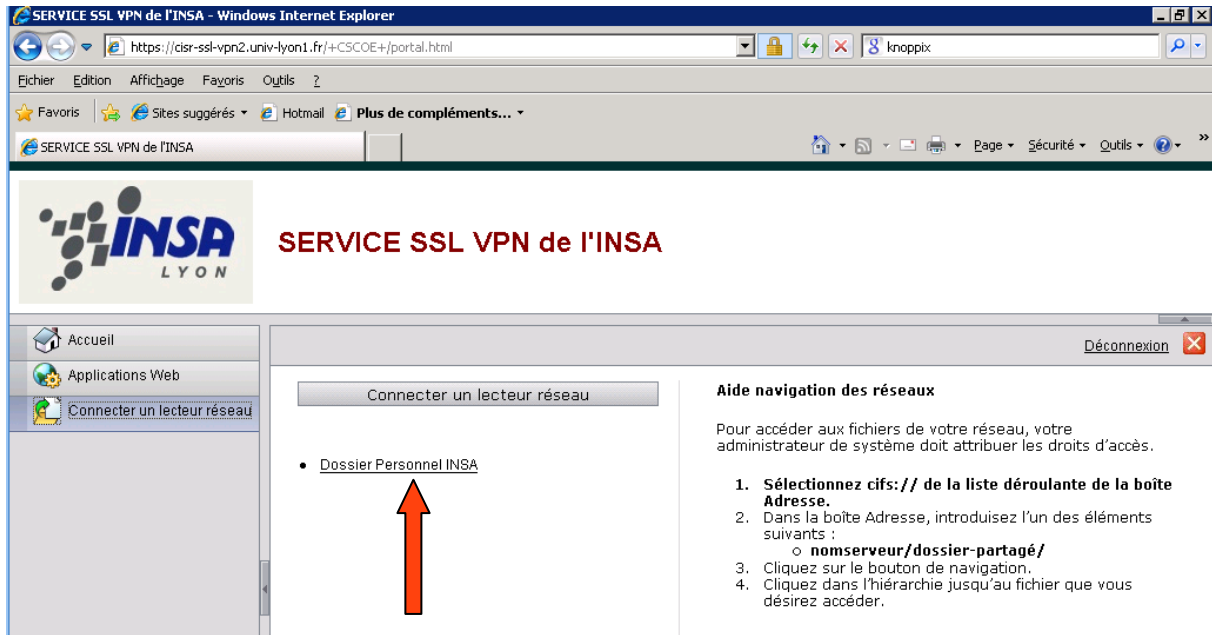 SERVICE SSL VPN de l'INSA - Windows Internet Explorer
https://cisr-ssl-vpn2.univ-lyon1.fr/+CSCOE+/portal.html
knoppix
Fichier Edition Affichage Favoris Outils ?
Favoris Sites suggérés Hotmail Plus de compléments...
SERVICE SSL VPN de l'INSA
Page Sécurité Outils »
INSA
LYON
SERVICE SSL VPN de l'INSA
Accueil
Applications Web
Connecter un lecteur réseau
Déconnexion
Connecter un lecteur réseau
• Dossier Personnel INSA
Aide navigation des réseaux
Pour accéder aux fichiers de votre réseau, votre
administrateur de système doit attribuer les droits d'accès.
1. Sélectionnez cifs:// de la liste déroulante de la boîte
Adresse.
2. Dans la boîte Adresse, introduisez l'un des éléments
suivants :
o nomserveur/dossier-partagé/
3. Cliquez sur le bouton de navigation.
4. Cliquez dans l'hiérarchie jusqu'au fichier que vous
désirez accéder.